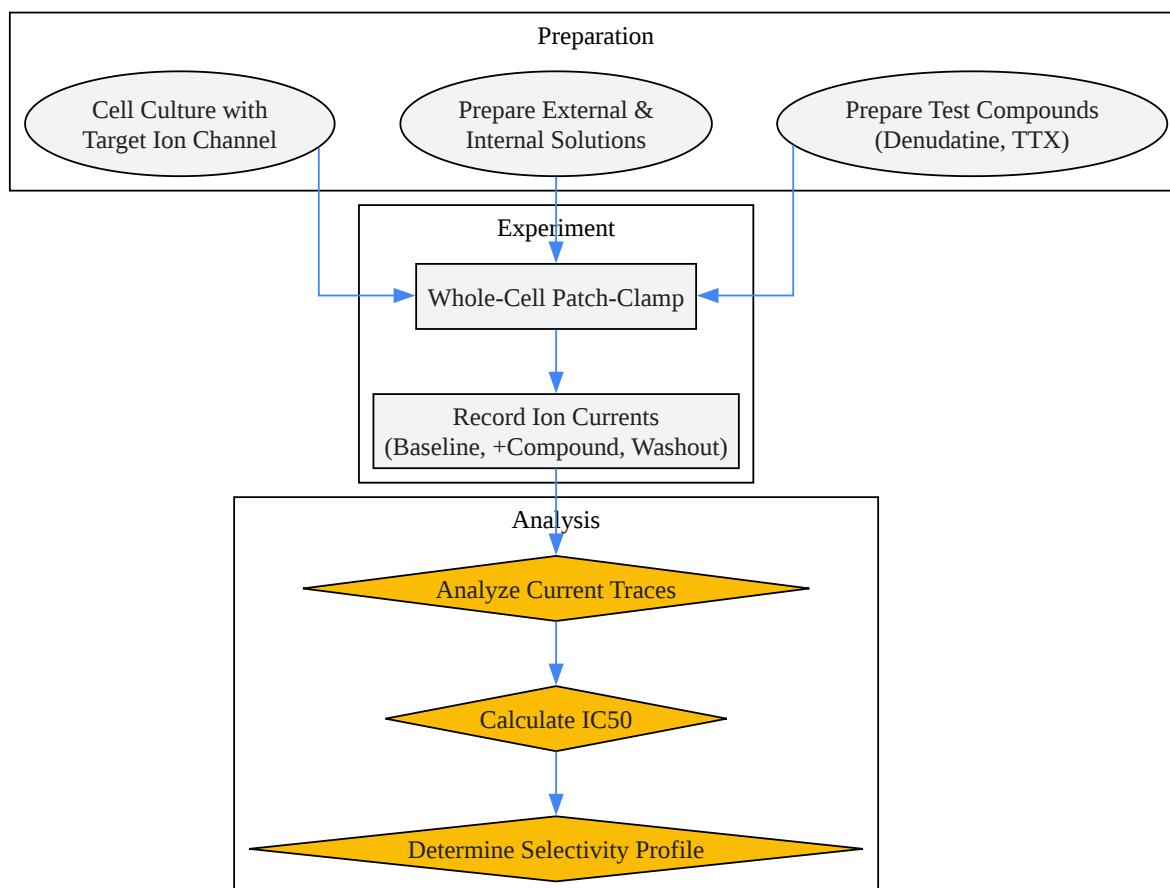 Preparation
Cell Culture with
Target Ion Channel
Prepare External &
Internal Solutions
Prepare Test Compounds
(Denudatine, TTX)
Experiment
Whole-Cell Patch-Clamp
Record Ion Currents
(Baseline, +Compound, Washout)
Analysis
Analyze Current Traces
Calculate IC50
Determine Selectivity Profile